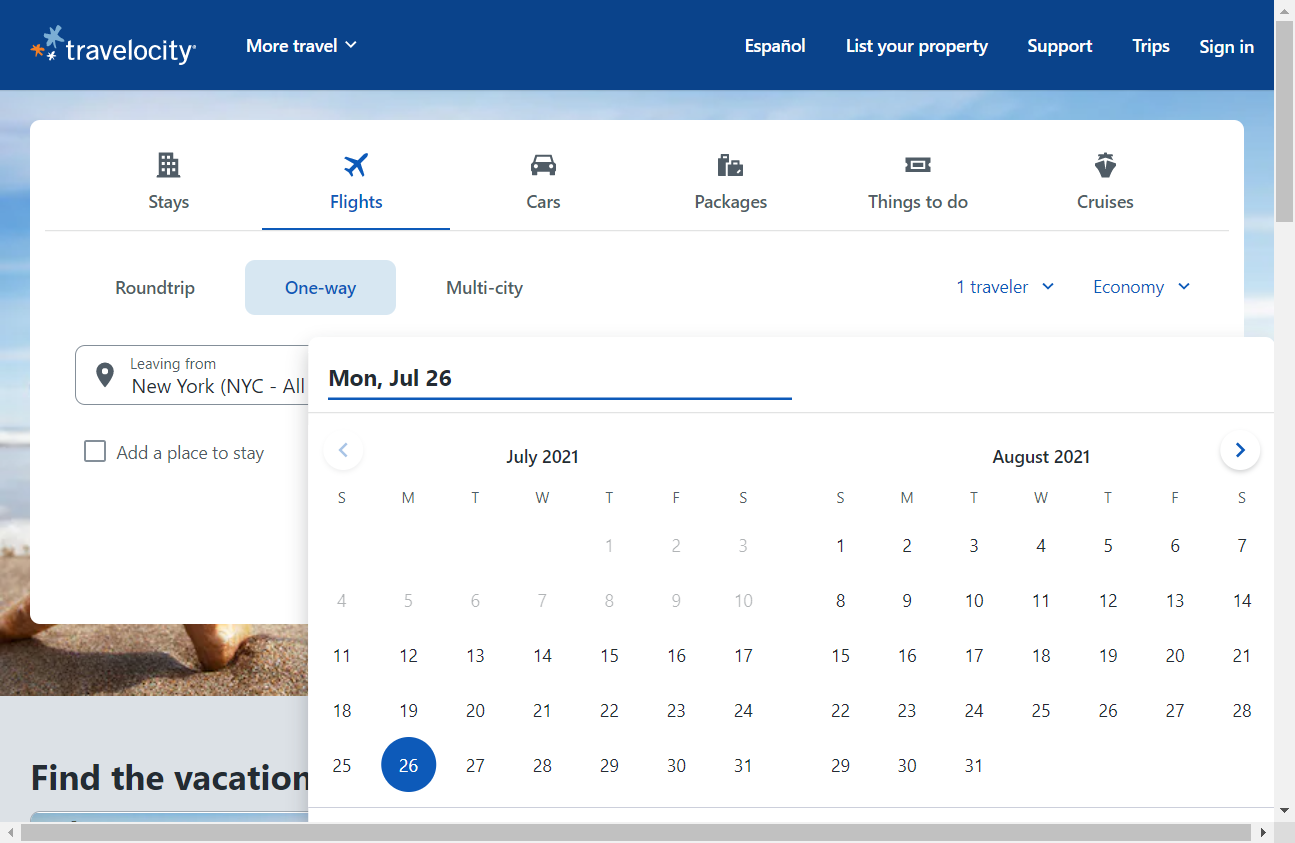 travelocity
More travel
Español
List your property
Support
Trips
Sign in
Stays
Flights
Cars
Packages
Things to do
Cruises
Roundtrip
One-way
Multi-city
1 traveler
Economy
Leaving from
New York (NYC - All
Add a place to stay
Mon, Jul 26
July 2021
S M T W T F S
1 2 3
4 5 6 7 8 9 10
11 12 13 14 15 16 17
18 19 20 21 22 23 24
25 26 27 28 29 30 31
August 2021
S M T W T F S
1 2 3 4 5 6 7
8 9 10 11 12 13 14
15 16 17 18 19 20 21
22 23 24 25 26 27 28
29 30 31
Find the vacation